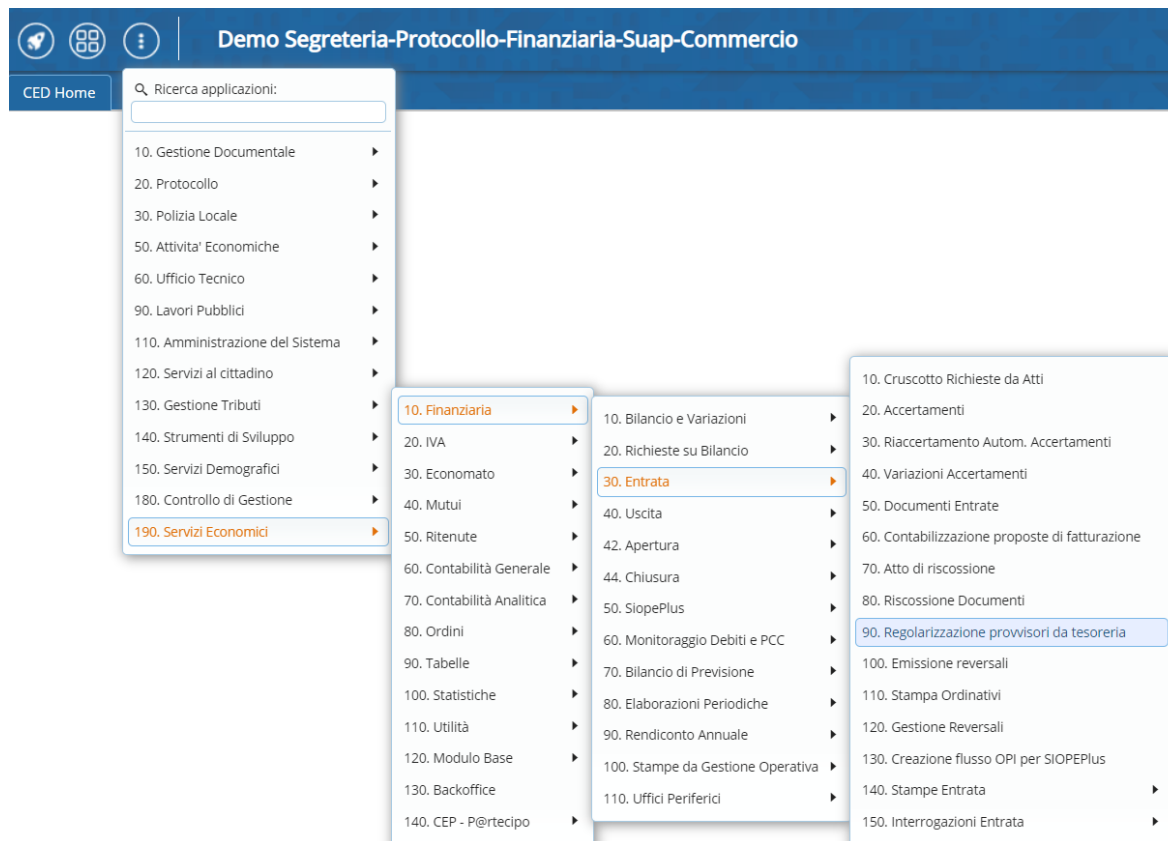 Demo Segreteria-Protocollo-Finanziaria-Suap-Commercio
CED Home
Ricerca applicazioni:
10. Gestione Documentale
20. Protocollo
30. Polizia Locale
50. Attivita' Economiche
60. Ufficio Tecnico
90. Lavori Pubblici
110. Amministrazione del Sistema
120. Servizi al cittadino
130. Gestione Tributi
140. Strumenti di Sviluppo
150. Servizi Demografici
180. Controllo di Gestione
190. Servizi Economici
10. Finanziaria
20. IVA
30. Economato
40. Mutui
50. Ritenute
60. Contabilità Generale
70. Contabilità Analitica
80. Ordini
90. Tabelle
100. Statistiche
110. Utilità
120. Modulo Base
130. Backoffice
140. CEP - P@rtecipo
10. Bilancio e Variazioni
20. Richieste su Bilancio
30. Entrata
40. Uscita
42. Apertura
44. Chiusura
50. SiopePlus
60. Monitoraggio Debiti e PCC
70. Bilancio di Previsione
80. Elaborazioni Periodiche
90. Rendiconto Annuale
100. Stampe da Gestione Operativa
110. Uffici Periferici
10. Cruscotto Richieste da Atti
20. Accertamenti
30. Riaccertamento Autom. Accertamenti
40. Variazioni Accertamenti
50. Documenti Entrate
60. Contabilizzazione proposte di fatturazione
70. Atto di riscossione
80. Riscossione Documenti
90. Regolarizzazione provvisori da tesoreria
100. Emissione reversali
110. Stampa Ordinativi
120. Gestione Reversali
130. Creazione flusso OPI per SIOPEPlus
140. Stampe Entrata
150. Interrogazioni Entrata